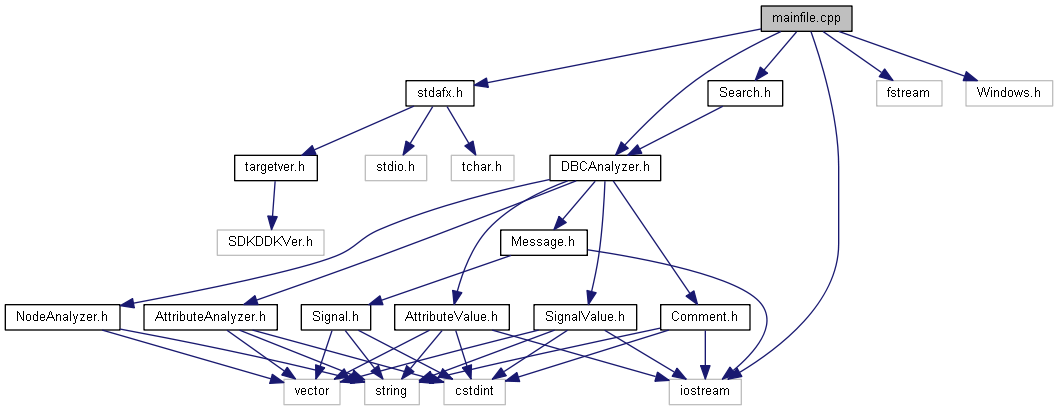 mainfile.cpp
stdafx.h
Search.h
fstream
Windows.h
targetver.h
stdio.h
tchar.h
DBCAnalyzer.h
SDKDDKVer.h
Message.h
NodeAnalyzer.h
AttributeAnalyzer.h
Signal.h
AttributeValue.h
SignalValue.h
Comment.h
vector
string
cstdint
iostream